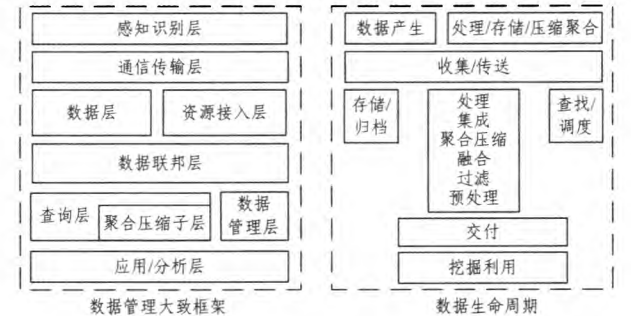 感知识别层
通信传输层
数据层
资源接入层
数据联邦层
查询层
聚合压缩子层
数据
管理层
应用/分析层
数据管理大致框架
数据产生
处理/存储/压缩聚合
收集/传送
存储/
归档
处理
集成
聚合压缩
融合
过滤
预处理
查找/
调度
交付
挖掘利用
数据生命周期